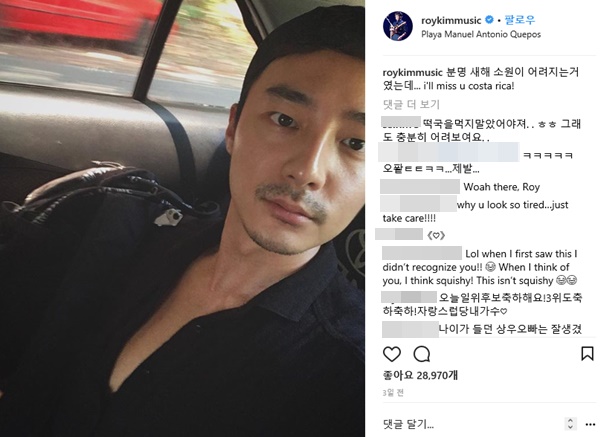 roykimmusic • 팔로우
Playa Manuel Antonio Quepos
roykimmusic 분명 새해 소원이 어려지는거
였는데... i'll miss u costa rica!
댓글 더 보기
떡국을먹지말았어야져. . ㅎㅎ 그래
도 충분히 어려보여요. .
ㅋㅋㅋㅋㅋ
오빺ㅌㅌㅋㅋ...제발...
Woah there, Roy
why u look so tired...just
take care!!!!
《♡》
Lol when I first saw this I
didn't recognize you!! 😂 When I think of
you, I think squishy! This isn't squishy 😂😂
오늘일위후보축하해요!3위도축
하축하!자랑스럽당내가수♡
나이가 들던 상우오빠는 잘생겼
좋아요 28,970개
3일 전
댓글 달기...